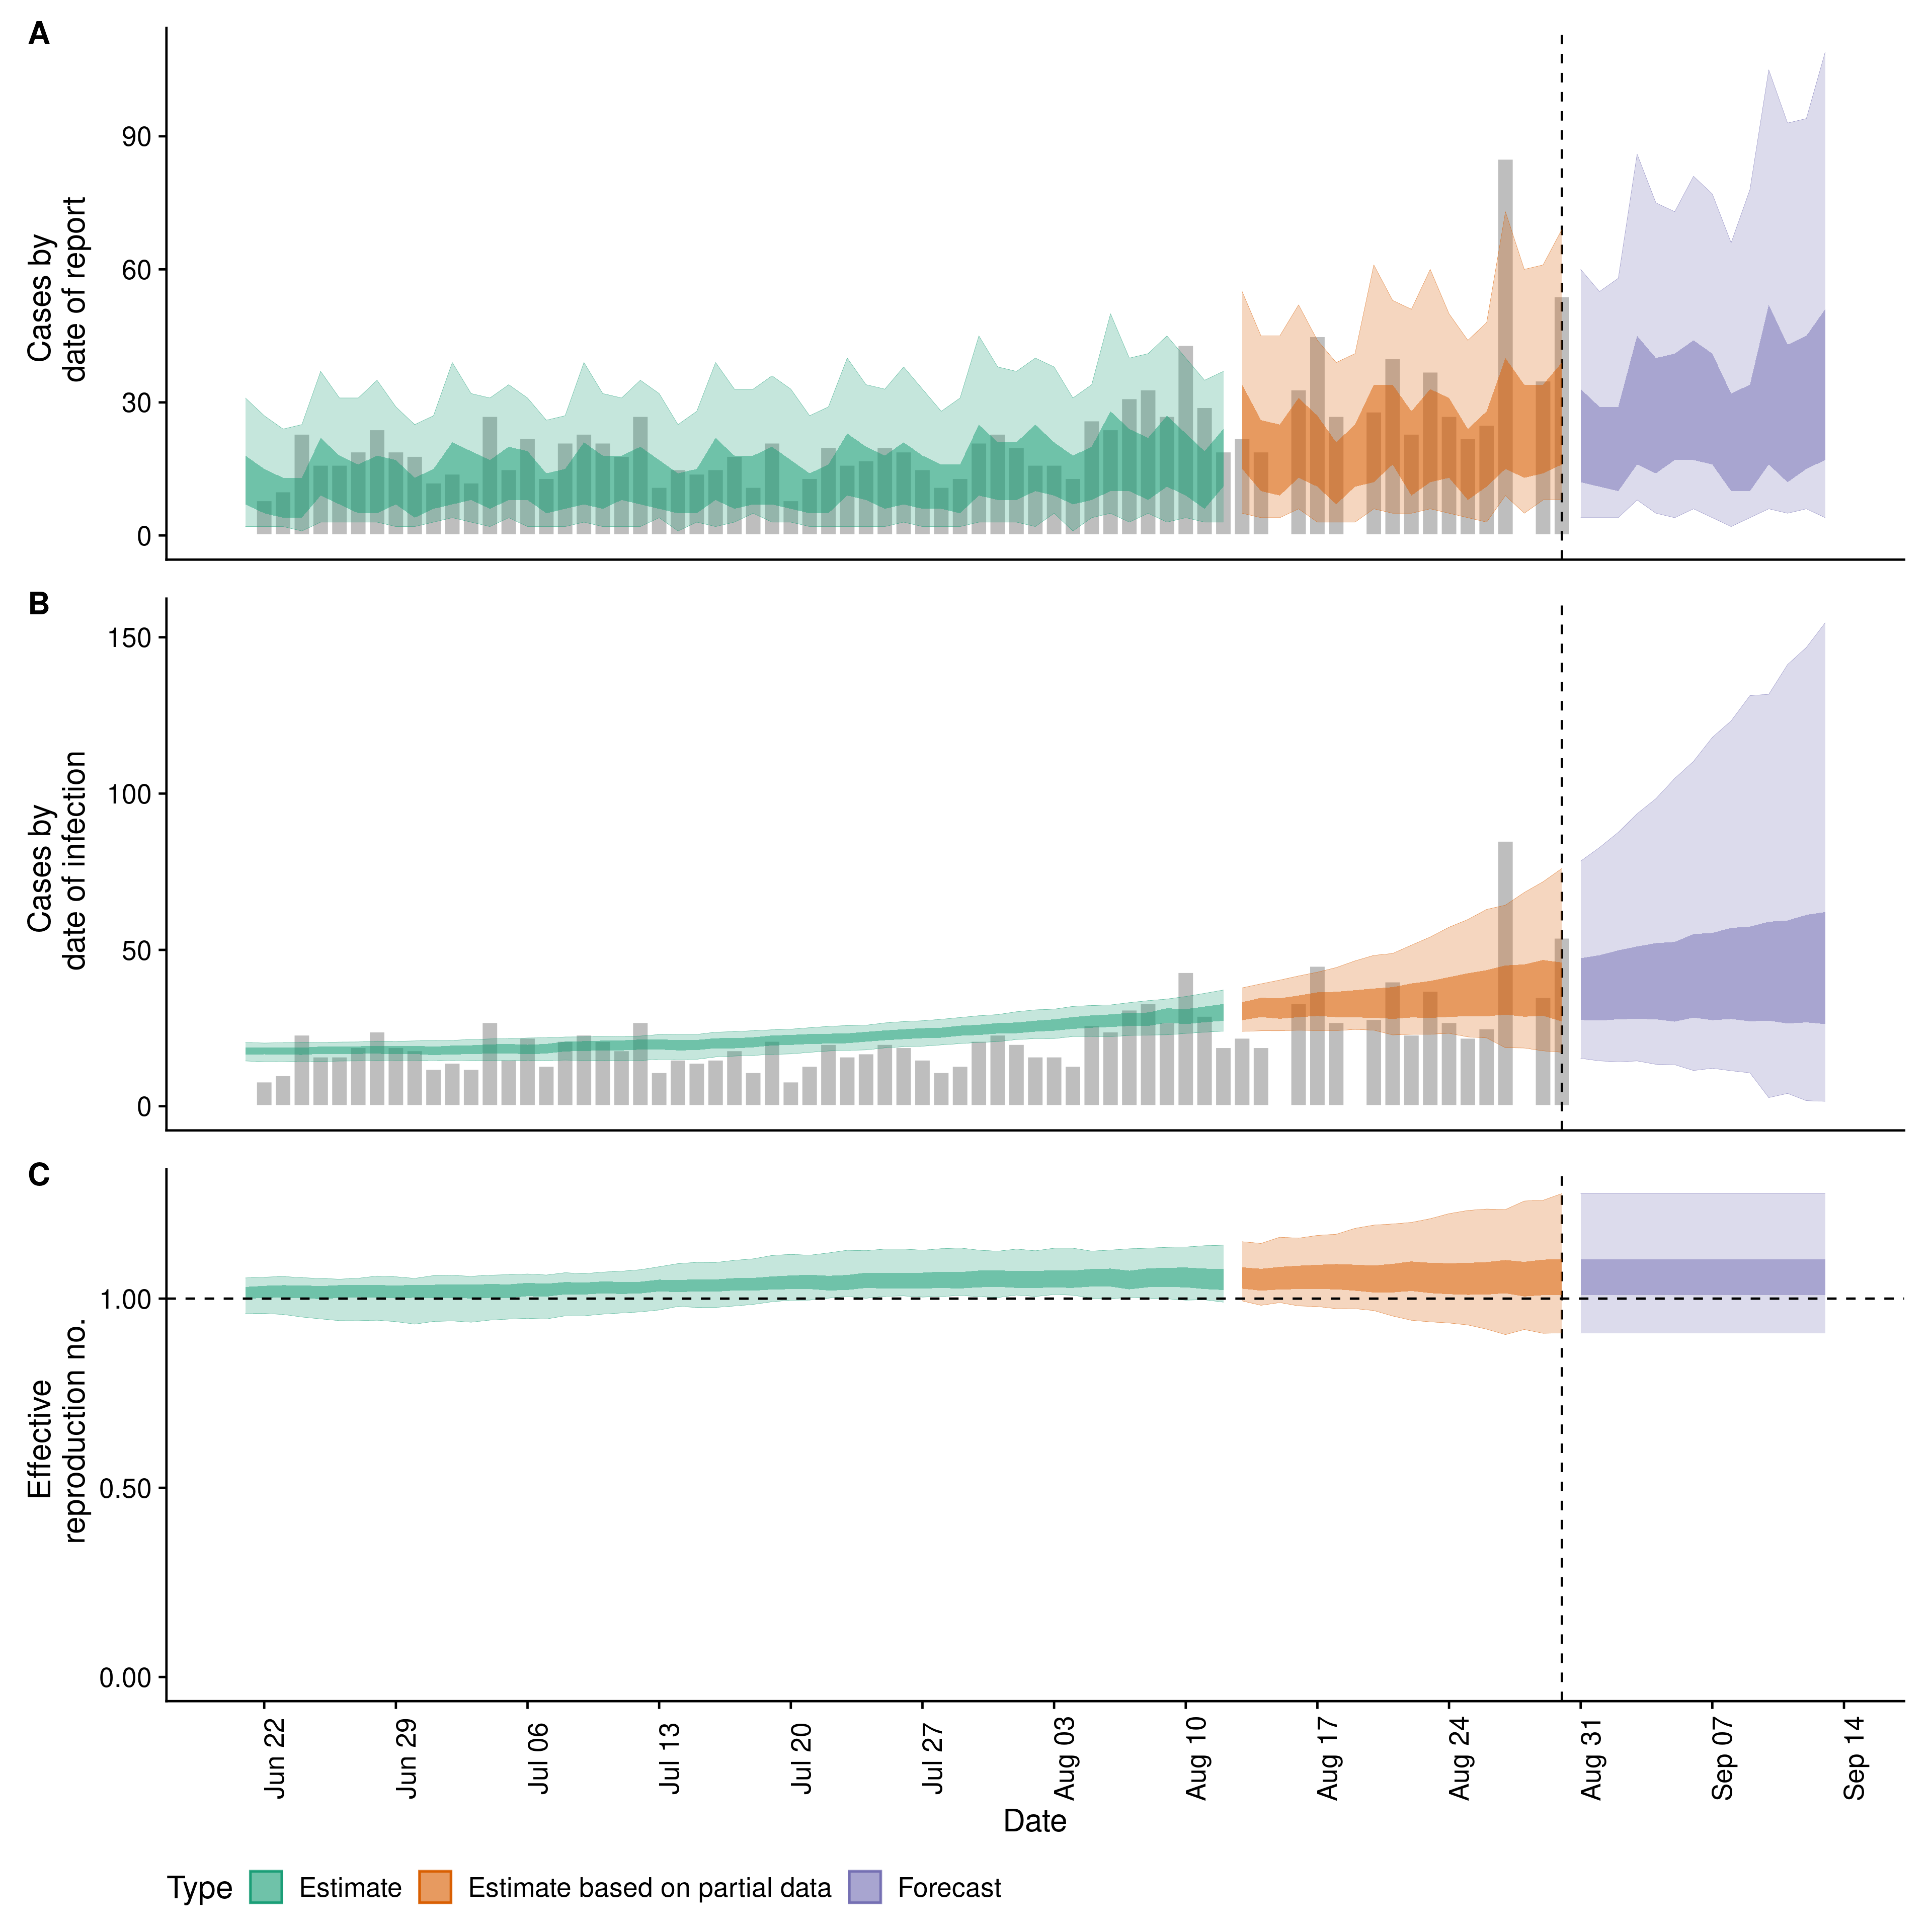 A
Cases by
date of report
90
60
30
0
B
Cases by
date of infection
150
100
50
0
C
Effective
reproduction no.
1.00
0.50
0.00
Jun 22
Jun 29
Jul 06
Jul 13
Jul 20
Jul 27
Aug 03
Aug 10
Aug 17
Aug 24
Aug 31
Sep 07
Sep 14
Date
Type Estimate Estimate based on partial data Forecast